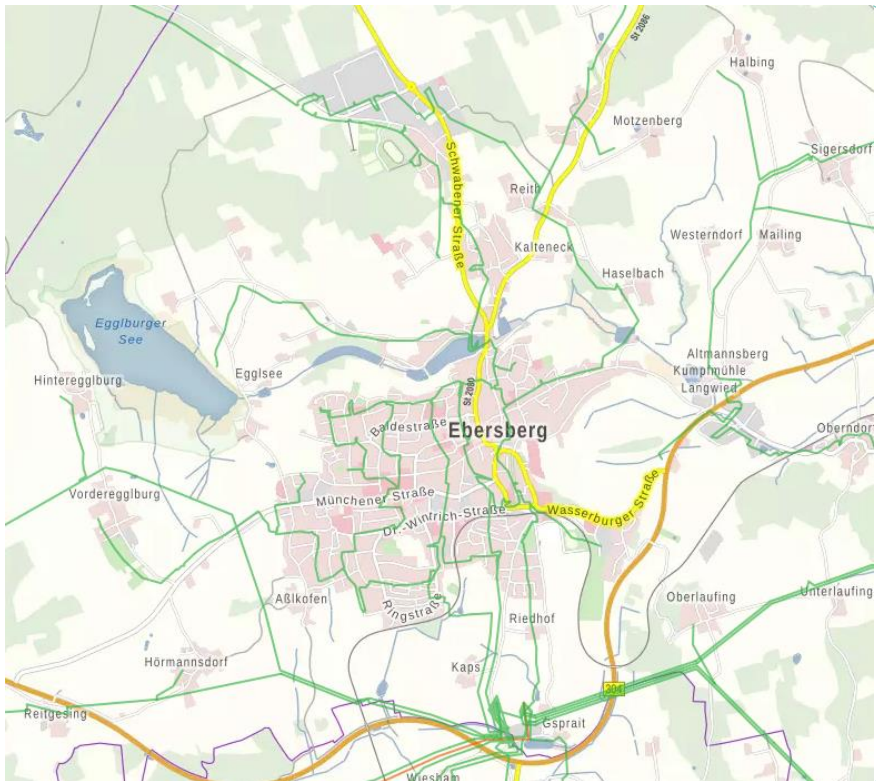 St 2086
Halbing
Motzenberg
Sigersdorf
Schwabener Straße
Reith
Westerndorf
Mailing
Kalteneck
Haselbach
Egglburger
See
Altmannsberg
Kumpfmühle
Langwied
Hinteregglburg
Egglsee
St 2080
Baldestraße
Ebersberg
Oberndorf
Vorderegglburg
Münchener Straße
Wasserburger Straße
Dr.-Wintrich-Straße
Aßlkofen
Ringstraße
Oberlaufing
Unterlaufing
Riedhof
Hörmannsdorf
Kaps
304
Reitgesing
Gsprait
Wiesham